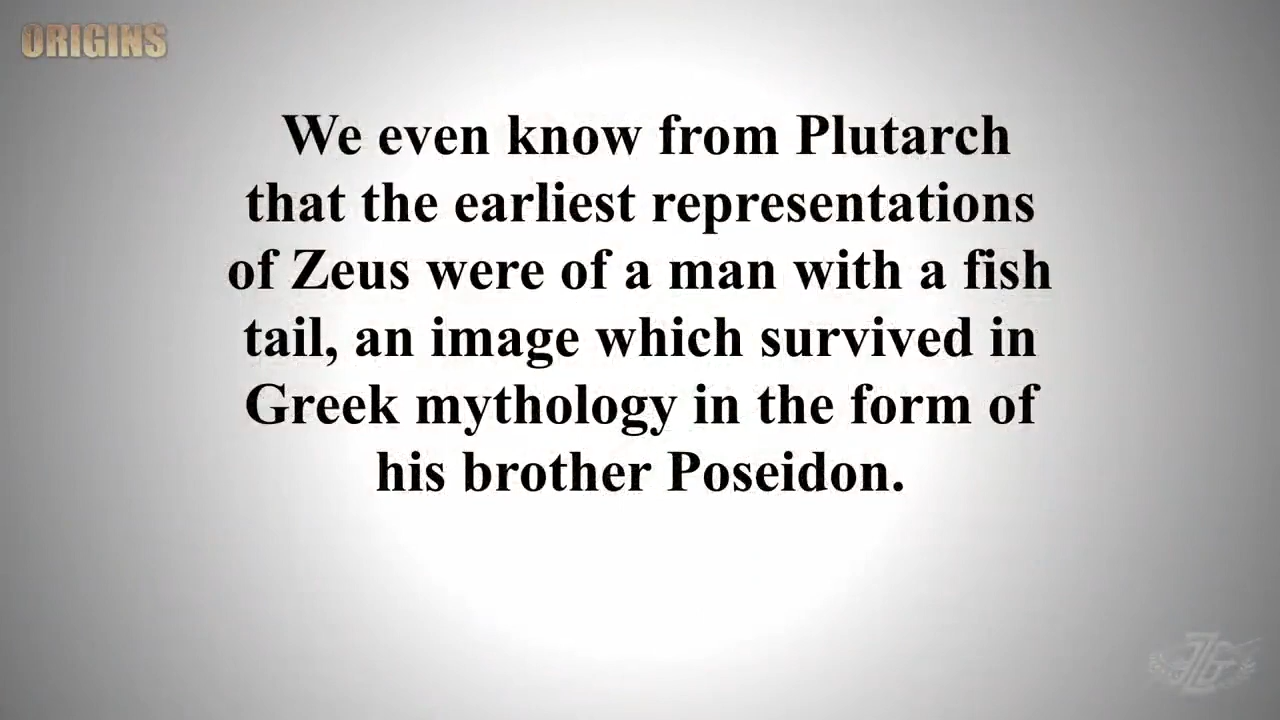 ORIGINS
We even know from Plutarch
that the earliest representations
of Zeus were of a man with a fish
tail, an image which survived in
Greek mythology in the form of
his brother Poseidon.